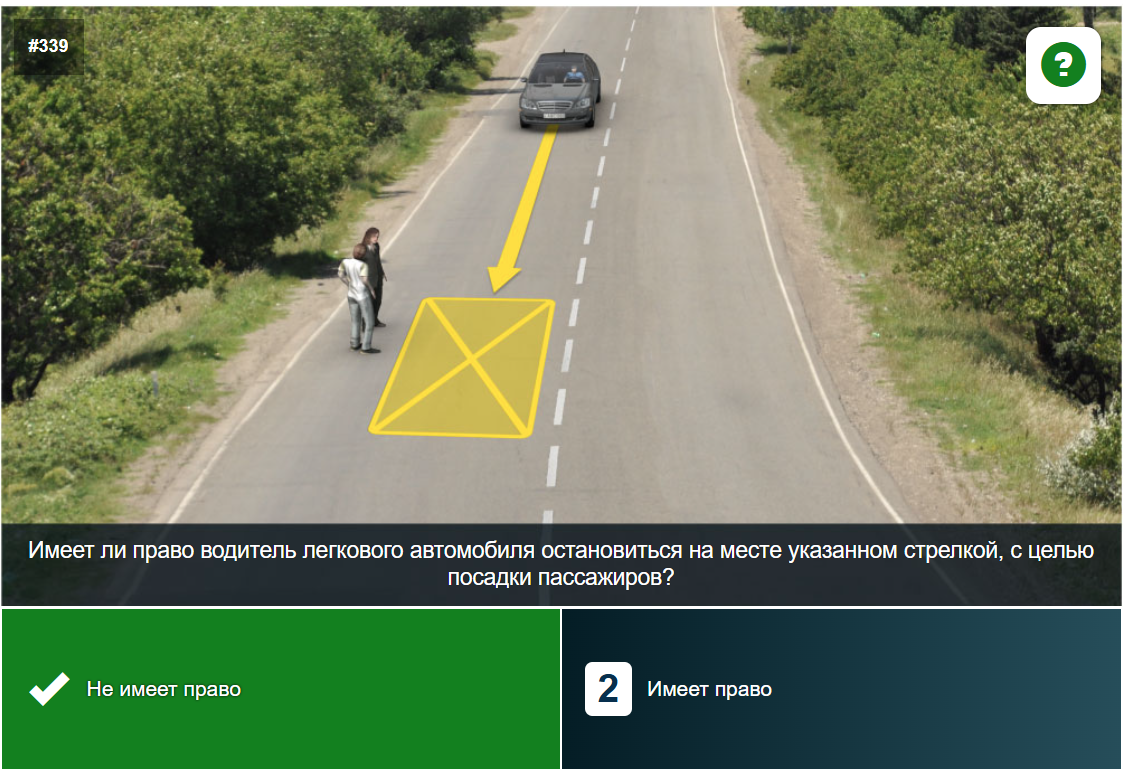 #339
?
Имеет ли право водитель легкового автомобиля остановиться на месте указанном стрелкой, с целью
посадки пассажиров?
Не имеет право
2 Имеет право